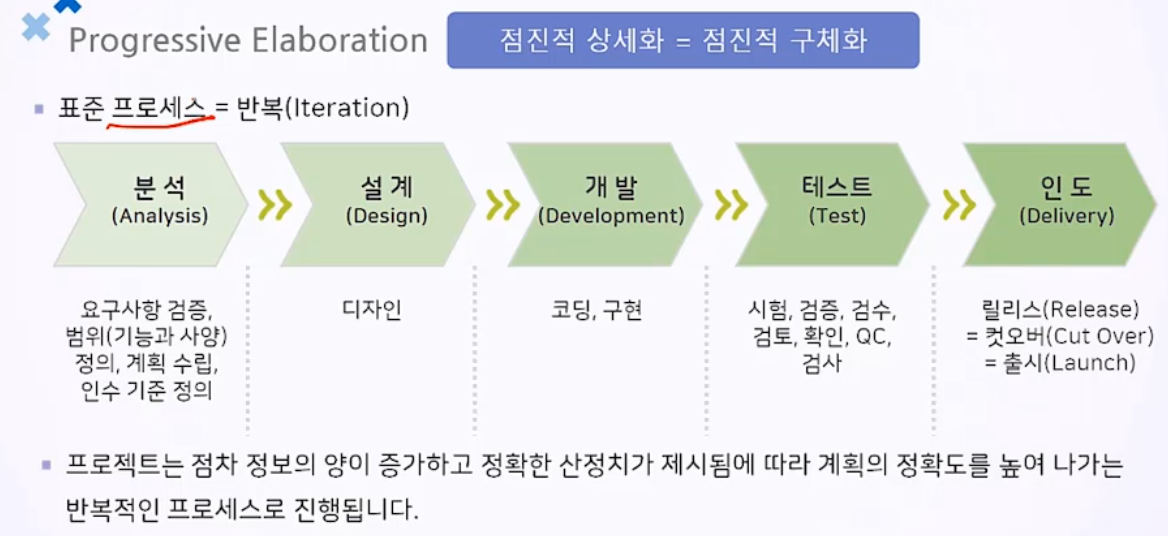 Progressive Elaboration
점진적 상세화 = 점진적 구체화
표준 프로세스 = 반복(Iteration)
분 석
(Analysis)
설 계
(Design)
개 발
(Development)
테스트
(Test)
인 도
(Delivery)
요구사항 검증,
범위(기능과 사양)
정의, 계획 수립,
인수 기준 정의
디자인
코딩, 구현
시험, 검증, 검수,
검토, 확인, QC,
검사
릴리스(Release)
= 컷오버(Cut Over)
= 출시(Launch)
프로젝트는 점차 정보의 양이 증가하고 정확한 산정치가 제시됨에 따라 계획의 정확도를 높여 나가는
반복적인 프로세스로 진행됩니다.